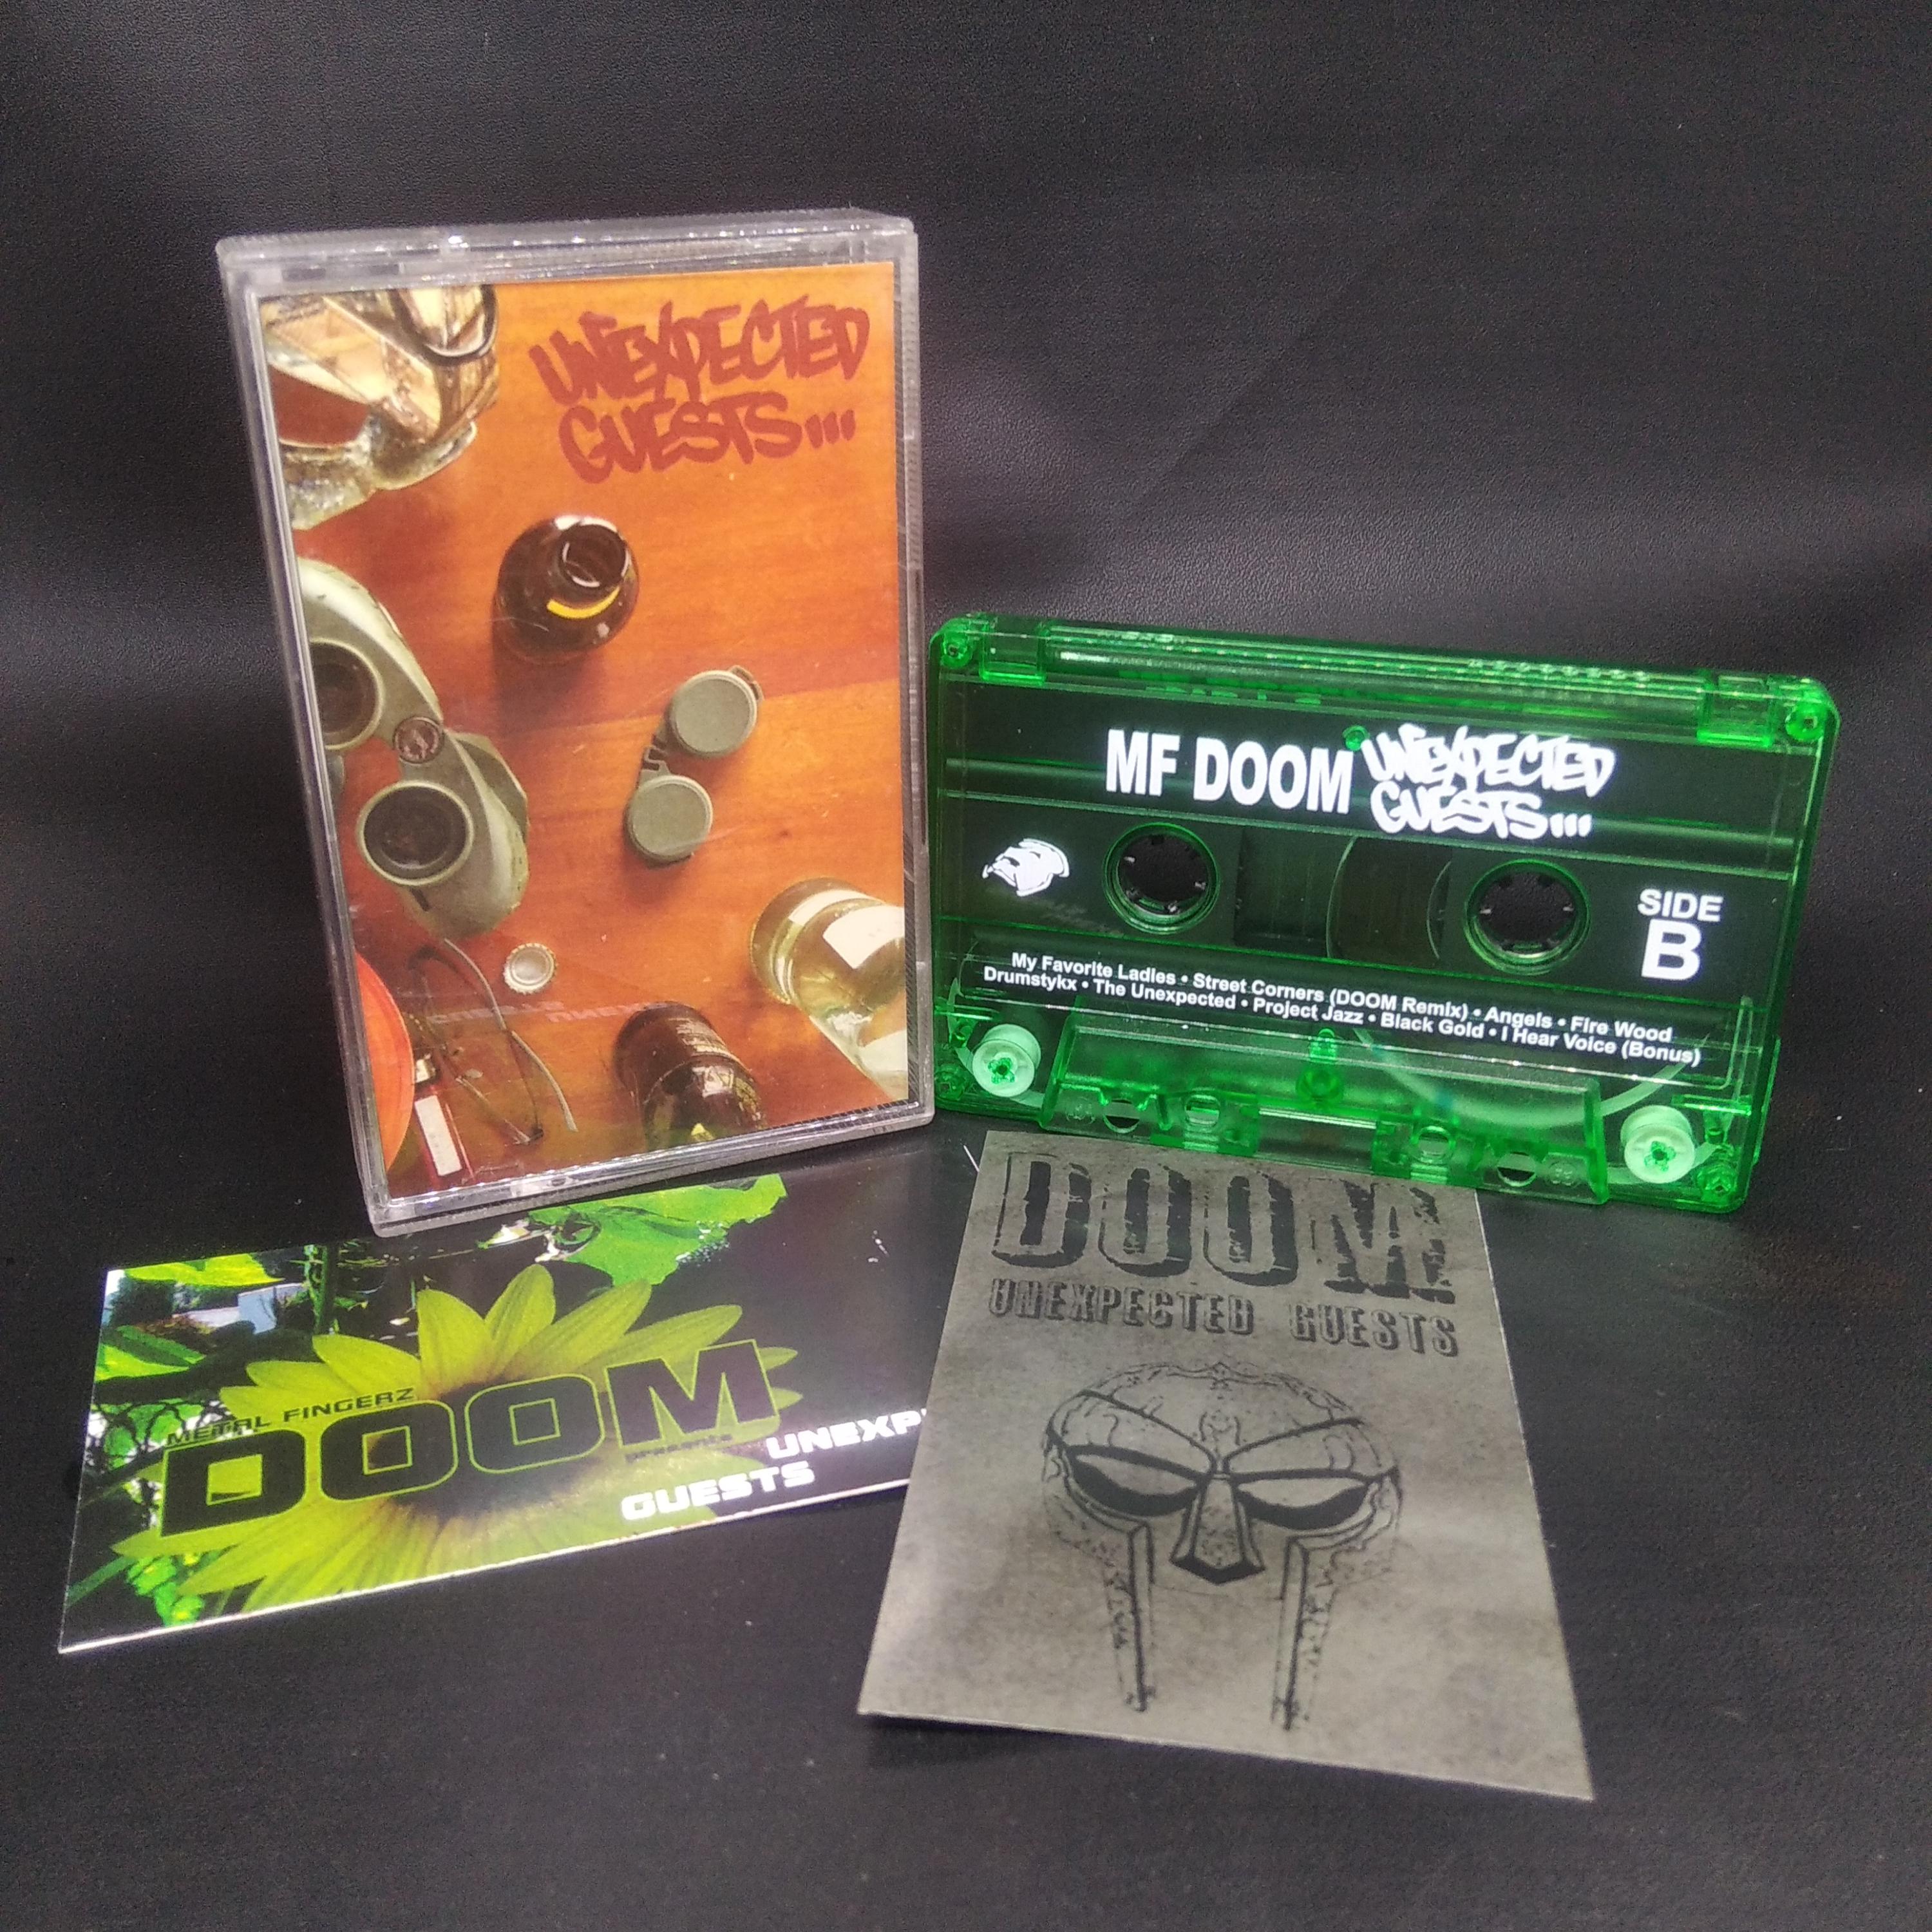 UNEXPECTED
GUESTS...
MF DOOM UNEXPECTED
GUESTS...
SIDE
B
My Favorite Ladies • Street Corners (DOOM Remix) • Angels • Fire Wood
Drumstykx • The Unexpected • Project Jazz • Black Gold • I Hear Voice (Bonus)
METAL FINGERZ
DOOM
presents
UNEXP
GUESTS
DOOM
UNEXPECTED GUESTS